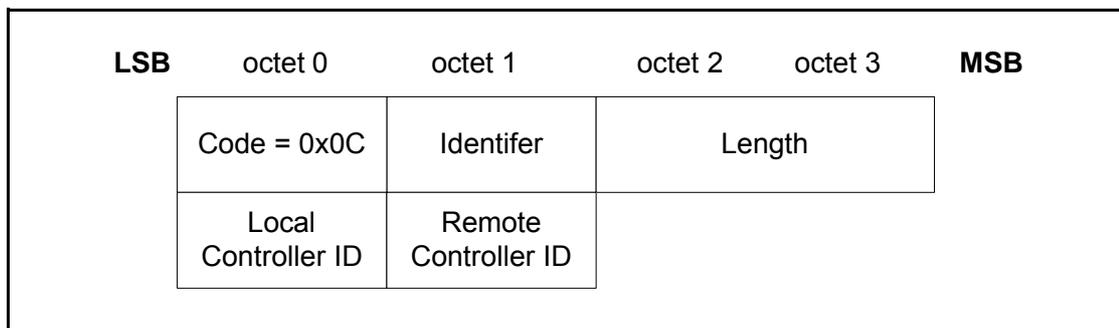 LSB octet 0 octet 1 octet 2 octet 3 MSB
Code = 0x0C Identifer Length
Local Controller ID Remote Controller ID